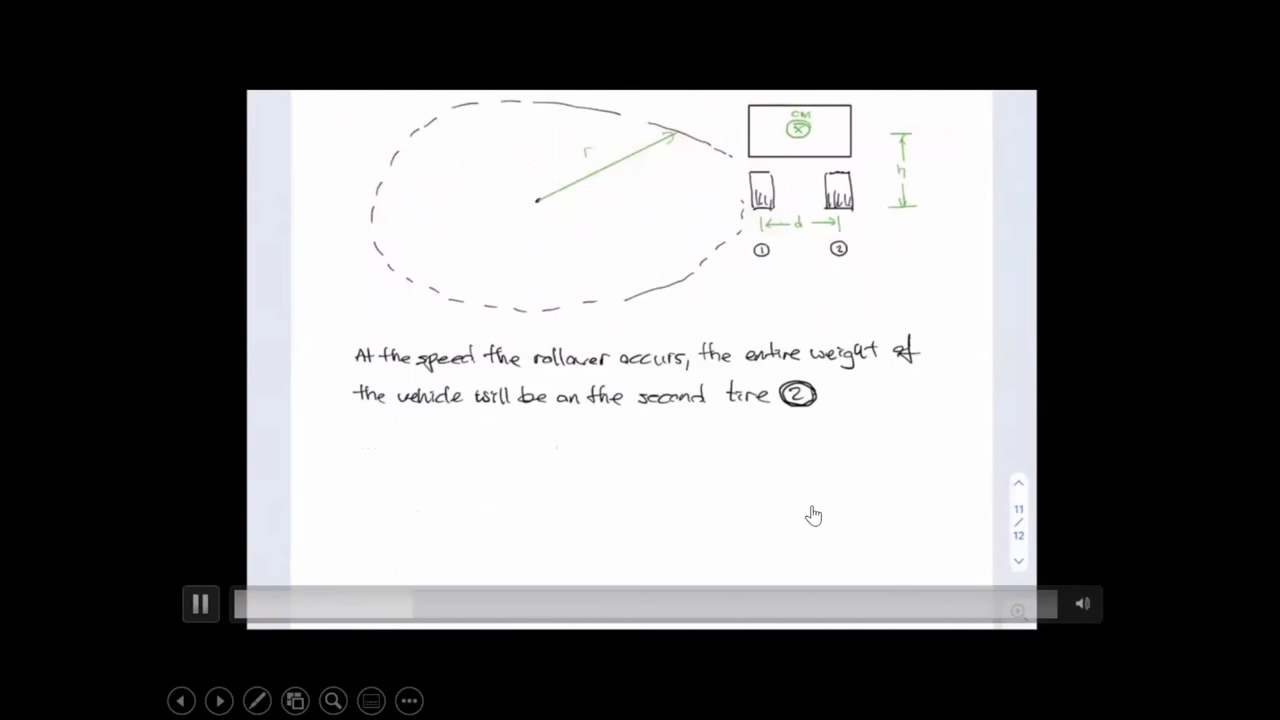 CM
r
h
d
1 2
At the speed the rollover occurs, the entire weight of
the vehicle will be on the second tire 2
11
/
12